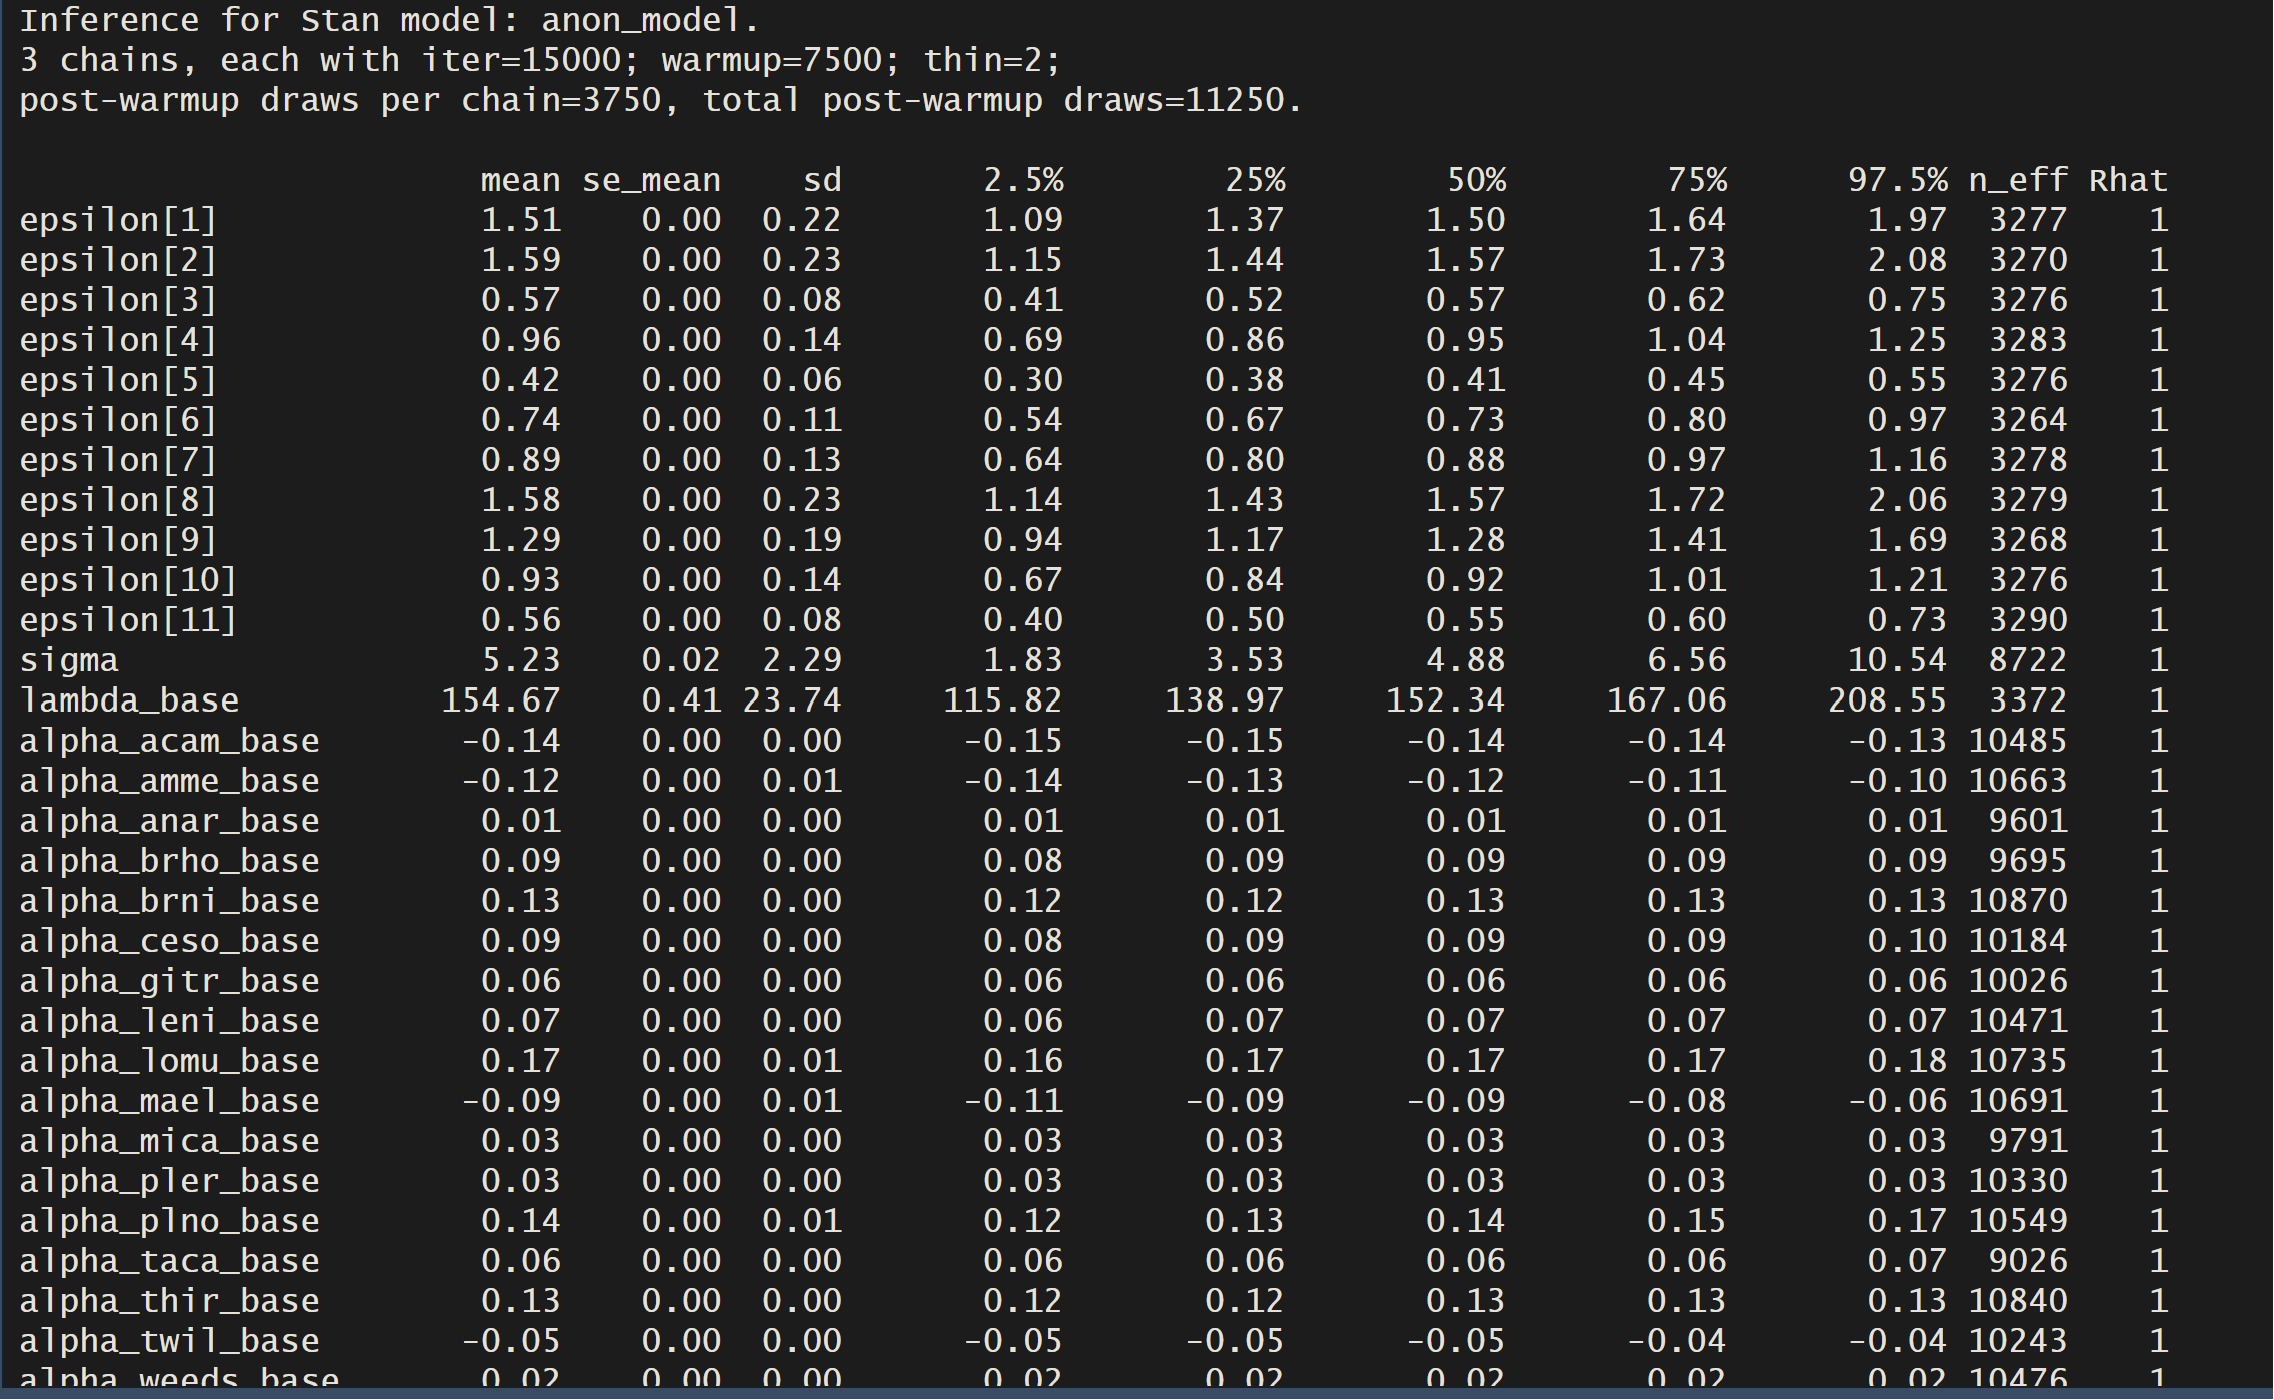 Inference for Stan model: anon_model.
3 chains, each with iter=15000; warmup=7500; thin=2;
post-warmup draws per chain=3750, total post-warmup draws=11250.
mean se_mean sd 2.5% 25% 50% 75% 97.5% n_eff Rhat
epsilon[1] 1.51 0.00 0.22 1.09 1.37 1.50 1.64 1.97 3277 1
epsilon[2] 1.59 0.00 0.23 1.15 1.44 1.57 1.73 2.08 3270 1
epsilon[3] 0.57 0.00 0.08 0.41 0.52 0.57 0.62 0.75 3276 1
epsilon[4] 0.96 0.00 0.14 0.69 0.86 0.95 1.04 1.25 3283 1
epsilon[5] 0.42 0.00 0.06 0.30 0.38 0.41 0.45 0.55 3276 1
epsilon[6] 0.74 0.00 0.11 0.54 0.67 0.73 0.80 0.97 3264 1
epsilon[7] 0.89 0.00 0.13 0.64 0.80 0.88 0.97 1.16 3278 1
epsilon[8] 1.58 0.00 0.23 1.14 1.43 1.57 1.72 2.06 3279 1
epsilon[9] 1.29 0.00 0.19 0.94 1.17 1.28 1.41 1.69 3268 1
epsilon[10] 0.93 0.00 0.14 0.67 0.84 0.92 1.01 1.21 3276 1
epsilon[11] 0.56 0.00 0.08 0.40 0.50 0.55 0.60 0.73 3290 1
sigma 5.23 0.02 2.29 1.83 3.53 4.88 6.56 10.54 8722 1
lambda_base 154.67 0.41 23.74 115.82 138.97 152.34 167.06 208.55 3372 1
alpha_acam_base -0.14 0.00 0.00 -0.15 -0.15 -0.14 -0.14 -0.13 10485 1
alpha_amme_base -0.12 0.00 0.01 -0.14 -0.13 -0.12 -0.11 -0.10 10663 1
alpha_anar_base 0.01 0.00 0.00 0.01 0.01 0.01 0.01 0.01 9601 1
alpha_brho_base 0.09 0.00 0.00 0.08 0.09 0.09 0.09 0.09 9695 1
alpha_brni_base 0.13 0.00 0.00 0.12 0.12 0.13 0.13 0.13 10870 1
alpha_ceso_base 0.09 0.00 0.00 0.08 0.09 0.09 0.09 0.10 10184 1
alpha_gitr_base 0.06 0.00 0.00 0.06 0.06 0.06 0.06 0.06 10026 1
alpha_leni_base 0.07 0.00 0.00 0.06 0.07 0.07 0.07 0.07 10471 1
alpha_lomu_base 0.17 0.00 0.01 0.16 0.17 0.17 0.17 0.18 10735 1
alpha_mael_base -0.09 0.00 0.01 -0.11 -0.09 -0.09 -0.08 -0.06 10691 1
alpha_mica_base 0.03 0.00 0.00 0.03 0.03 0.03 0.03 0.03 9791 1
alpha_pler_base 0.03 0.00 0.00 0.03 0.03 0.03 0.03 0.03 10330 1
alpha_plno_base 0.14 0.00 0.01 0.12 0.13 0.14 0.15 0.17 10549 1
alpha_taca_base 0.06 0.00 0.00 0.06 0.06 0.06 0.06 0.07 9026 1
alpha_thir_base 0.13 0.00 0.00 0.12 0.12 0.13 0.13 0.13 10840 1
alpha_twil_base -0.05 0.00 0.00 -0.05 -0.05 -0.05 -0.04 -0.04 10243 1
alpha_weeds_base 0.02 0.00 0.00 0.02 0.02 0.02 0.02 0.02 10476 1